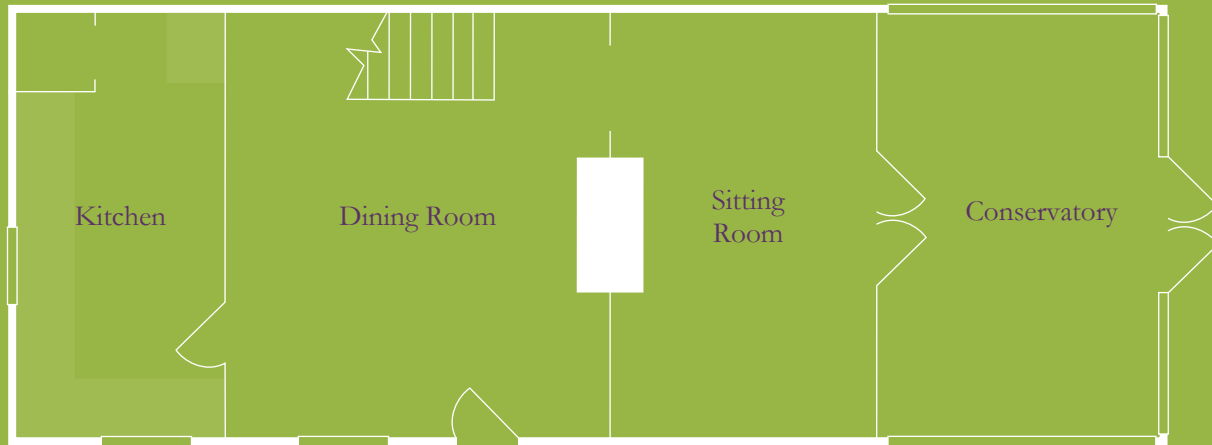 Kitchen
Dining Room
Sitting
Room
Conservatory